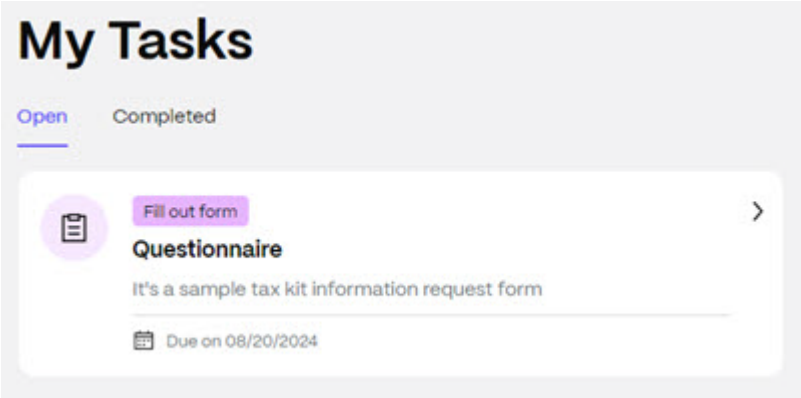 My Tasks
Open Completed
Fill out form
Questionnaire
It's a sample tax kit information request form
Due on 08/20/2024